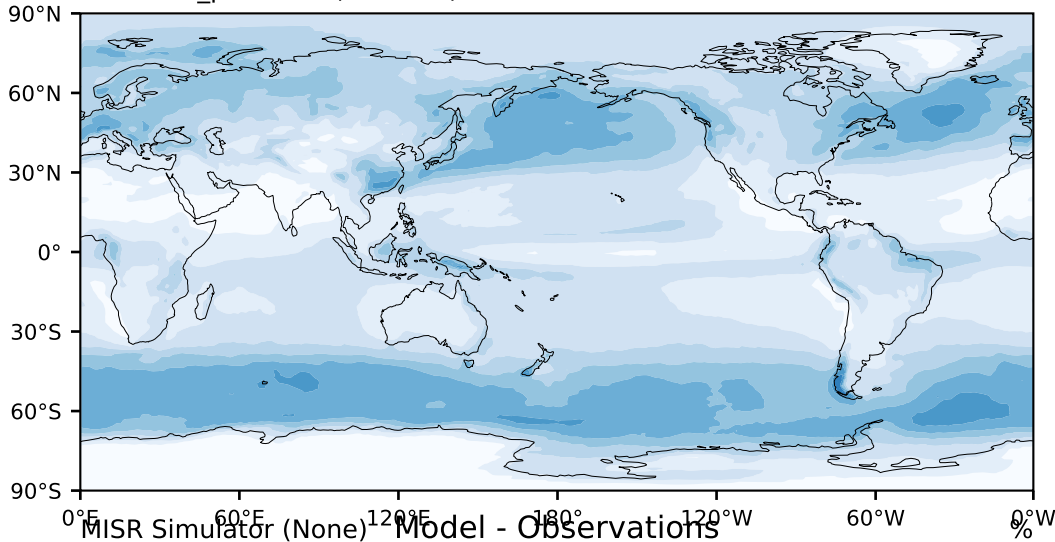 90°N
60°N
30°N
0°
30°S
60°S
90°S
0°E 60°E 120°E 180°W 120°W 60°W 0°W
MISR Simulator (None) Model - Observations %